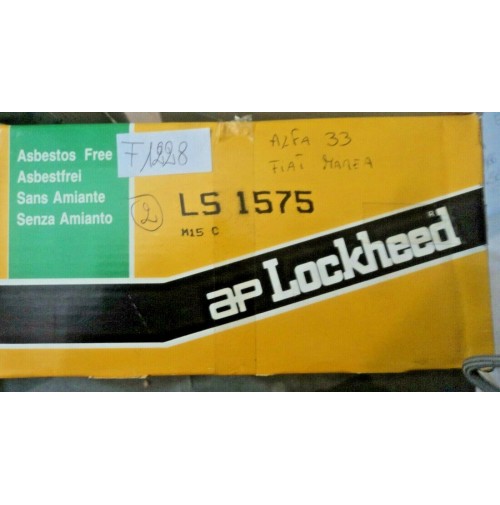 Asbestos Free
Asbestfrei
Sans Amiante
Senza Amianto
F1228
ALFA 33
FIAT MAREA
2
LS 1575
M15 C
ap Lockheed®